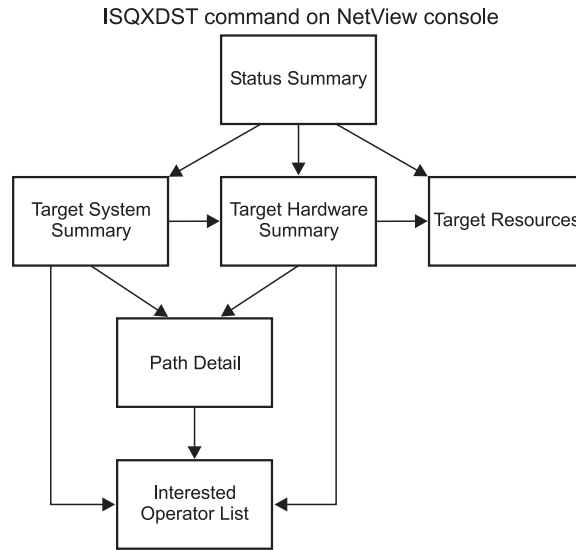 ISQXDST command on NetView console
Status Summary
Target System
Summary
Target Hardware
Summary
Target Resources
Path Detail
Interested
Operator List